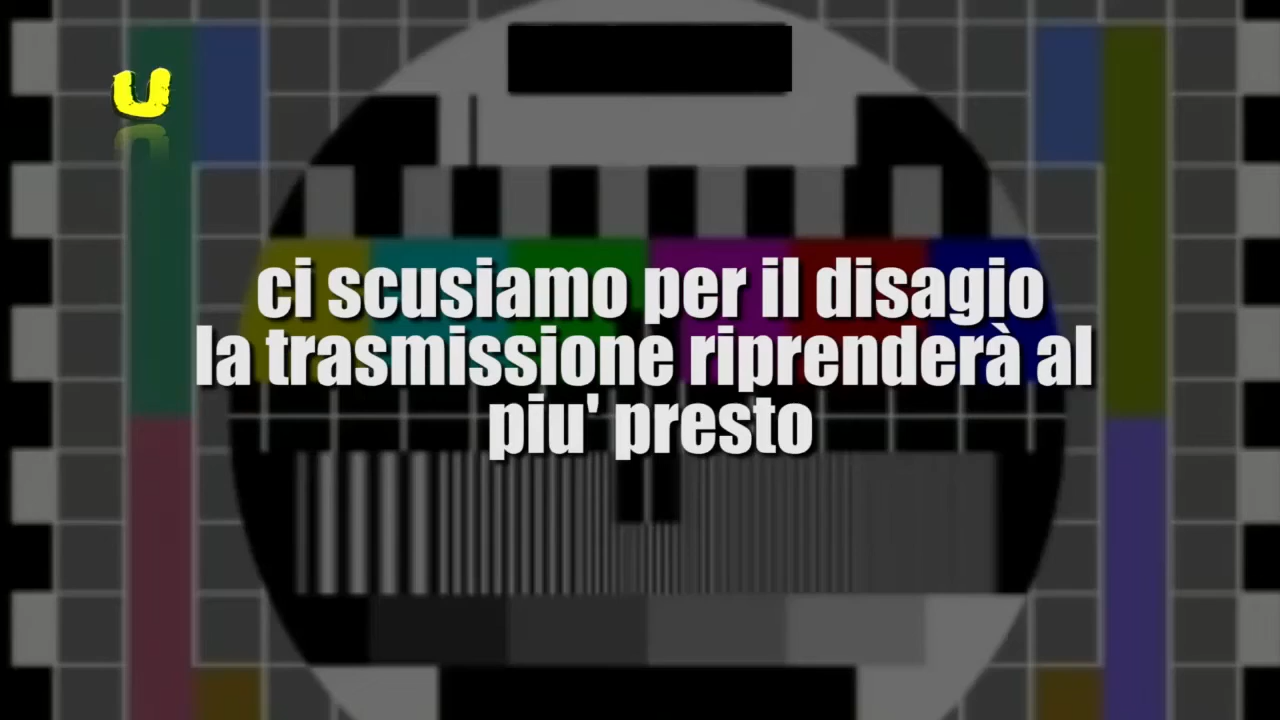 U
ci scusiamo per il disagio
la trasmissione riprenderà al
piu' presto